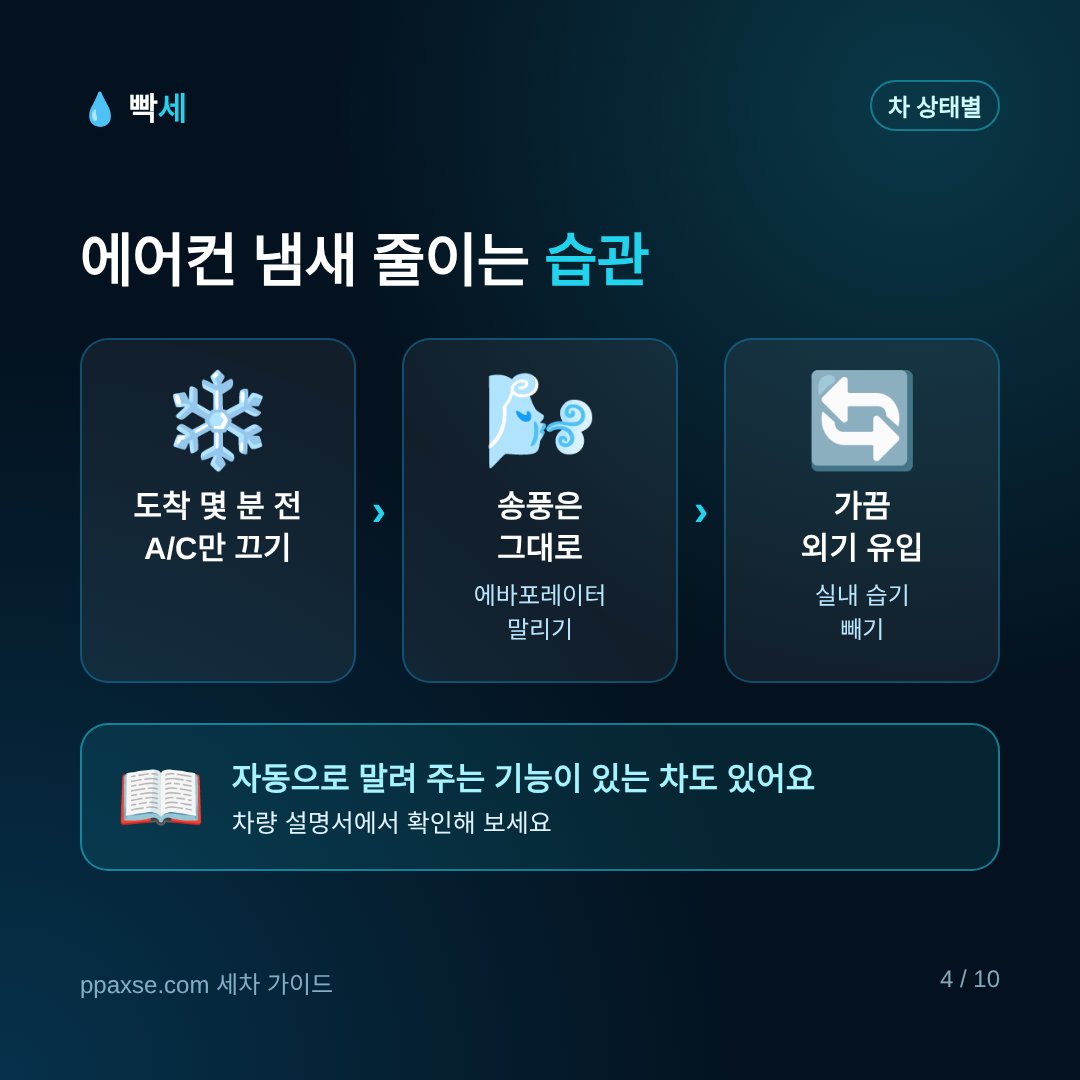 빡세
차 상태별
에어컨 냄새 줄이는 습관
도착 몇 분 전
A/C만 끄기
›
송풍은
그대로
에바포레이터
말리기
›
가끔
외기 유입
실내 습기
빼기
자동으로 말려 주는 기능이 있는 차도 있어요
차량 설명서에서 확인해 보세요
ppaxse.com 세차 가이드
4 / 10